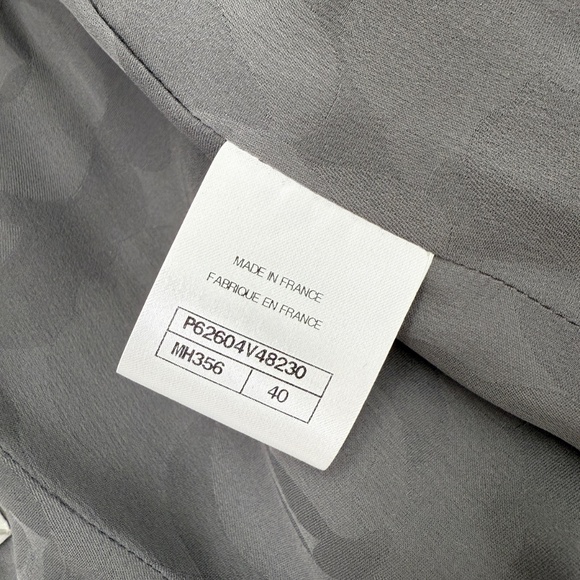 MADE IN FRANCE
FABRIQUE EN FRANCE
P62604V48230
MH356 40